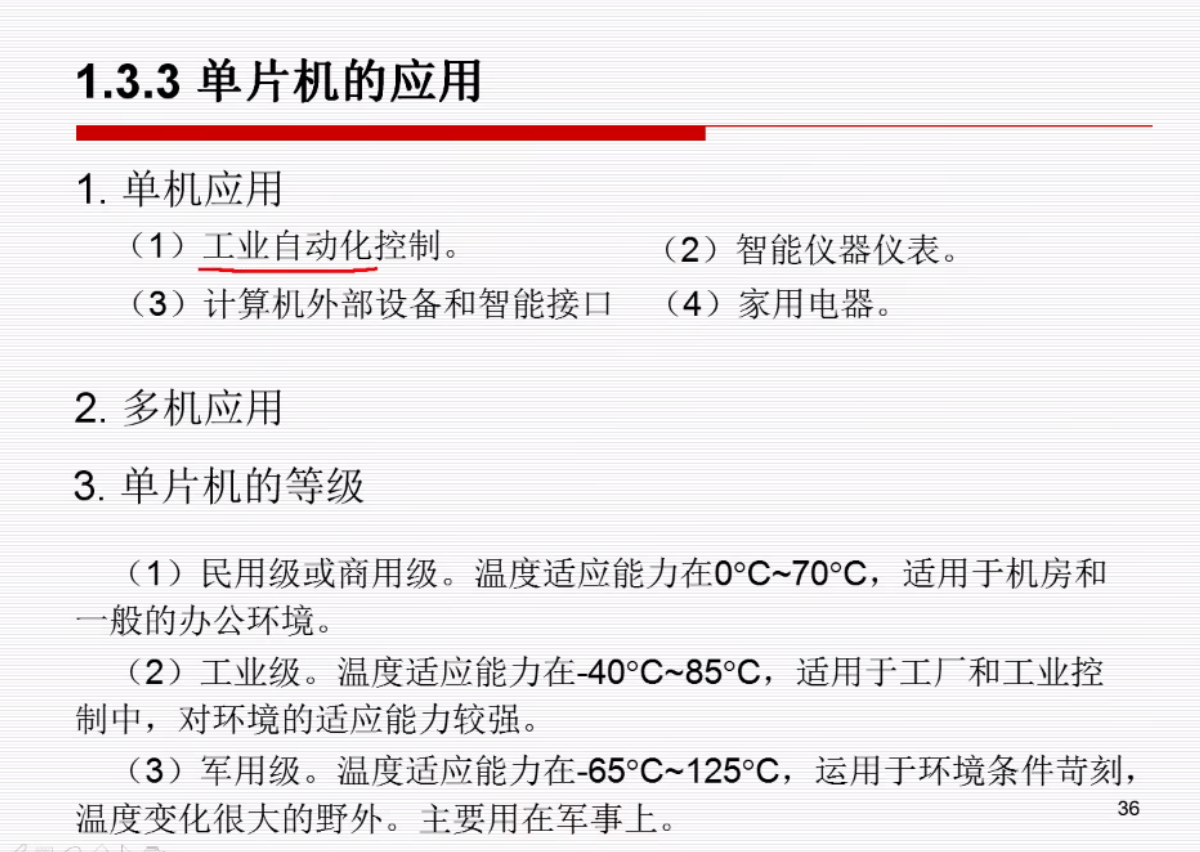 1.3.3 单片机的应用
1. 单机应用
（1）工业自动化控制。 （2）智能仪器仪表。
（3）计算机外部设备和智能接口 （4）家用电器。
2. 多机应用
3. 单片机的等级
（1）民用级或商用级。温度适应能力在0°C~70°C，适用于机房和
一般的办公环境。
（2）工业级。温度适应能力在-40°C~85°C，适用于工厂和工业控
制中，对环境的适应能力较强。
（3）军用级。温度适应能力在-65°C~125°C，运用于环境条件苛刻，
温度变化很大的野外。主要用在军事上。
36